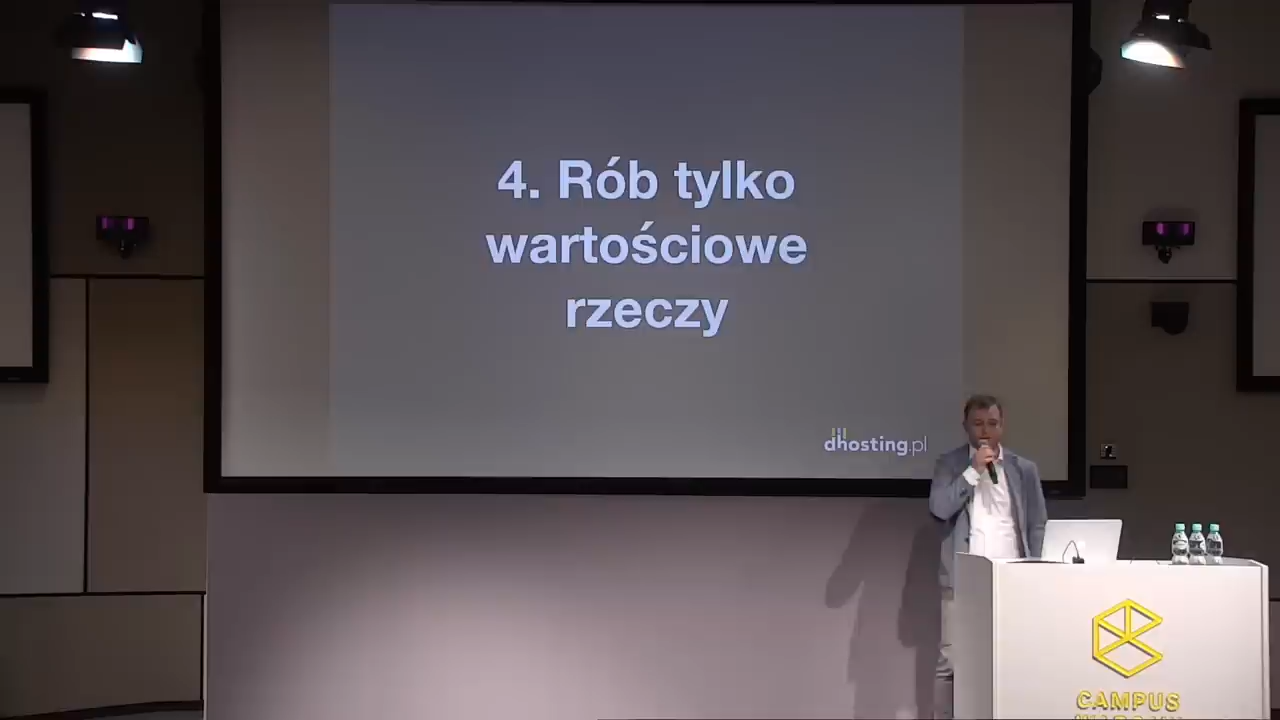 4. Rób tylko
wartościowe
rzeczy
dhosting.pl
CAMPUS